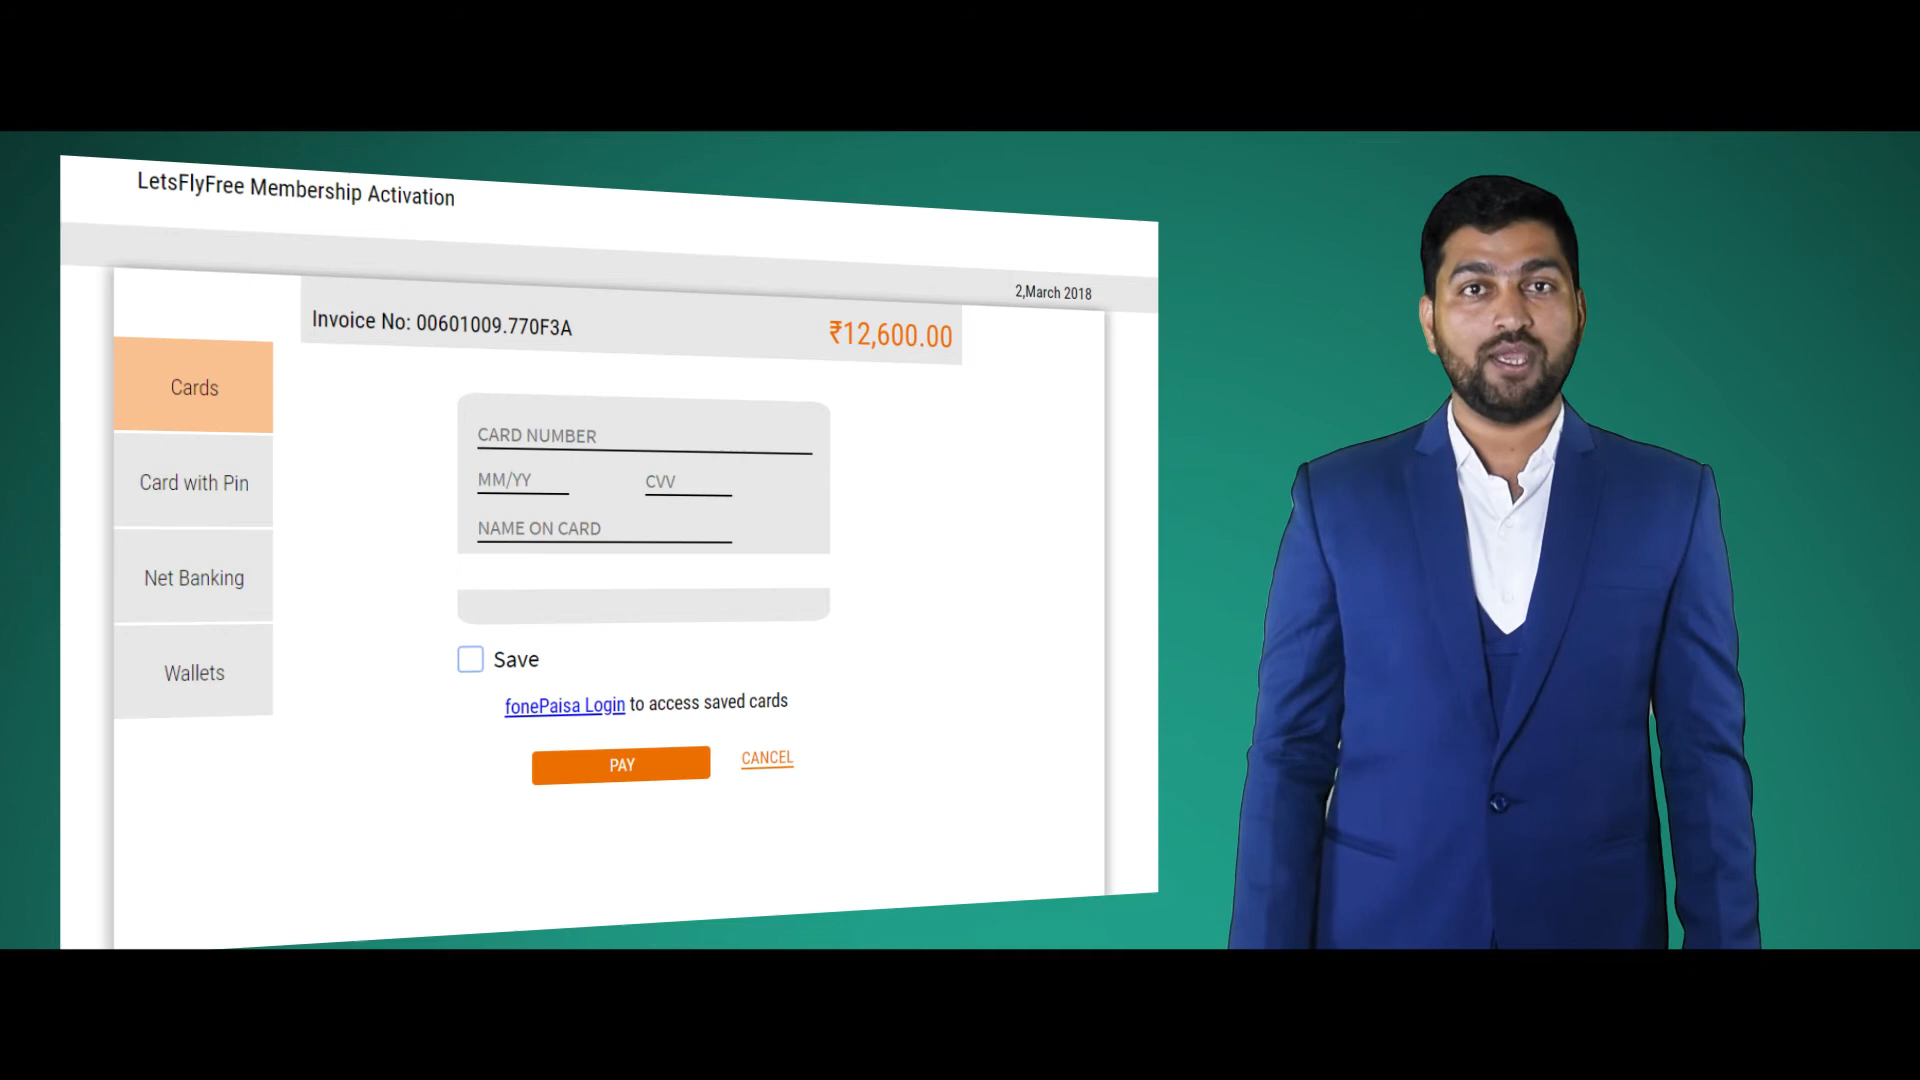 LetsFlyFree Membership Activation
2,March 2018
Invoice No: 00601009.770F3A
₹12,600.00
Cards
Card with Pin
Net Banking
Wallets
CARD NUMBER
MM/YY
CVV
NAME ON CARD
Save
fonePaisa Login to access saved cards
PAY
CANCEL